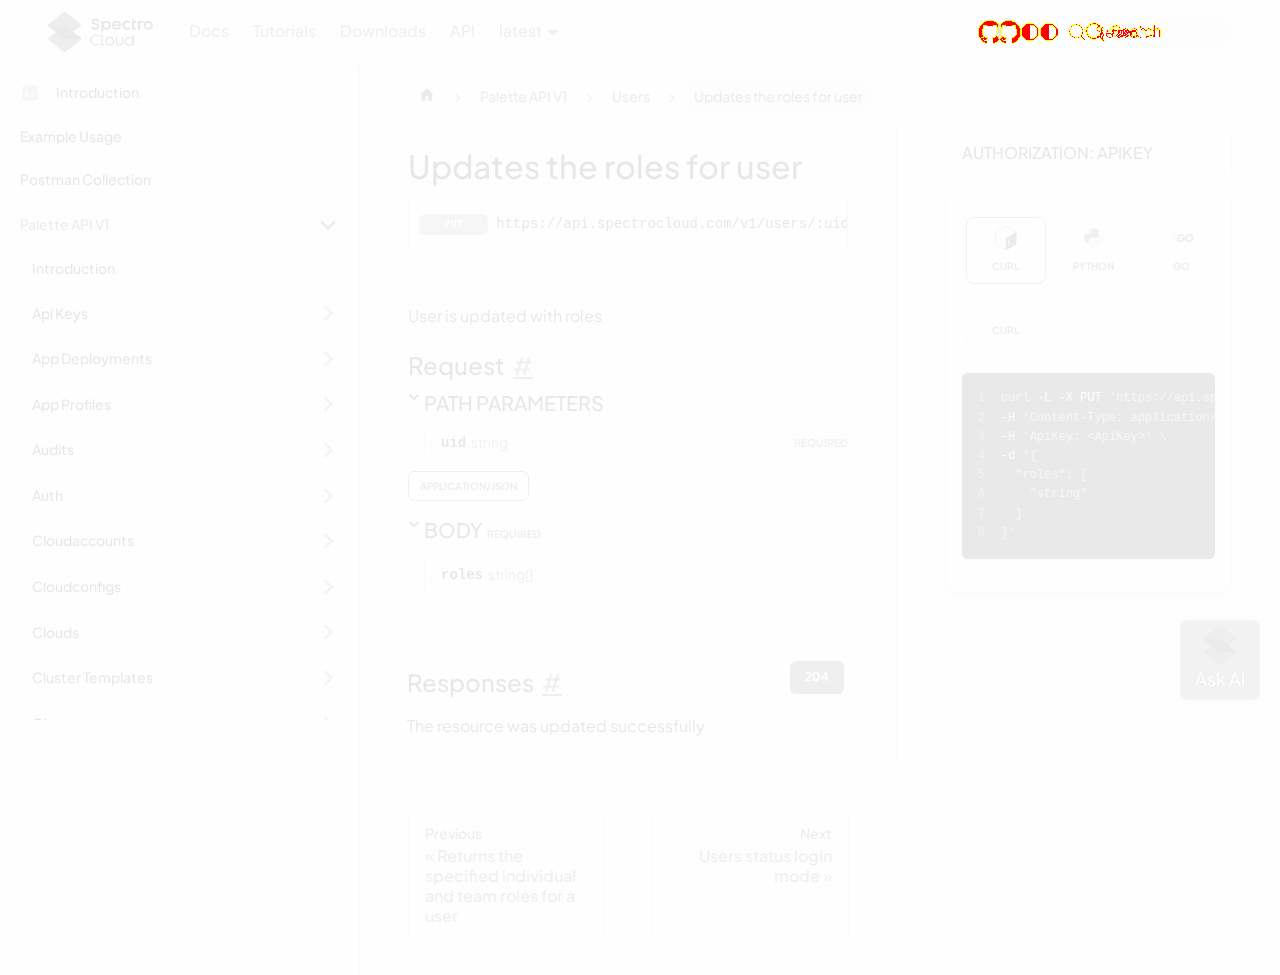 Spectro Cloud
Docs Tutorials Downloads API latest
Introduction
Example Usage
Postman Collection
Palette API V1
Introduction
Api Keys
App Deployments
App Profiles
Audits
Auth
Cloudaccounts
Cloudconfigs
Clouds
Cluster Templates
Palette API V1 Users Updates the roles for user
Updates the roles for user
PUT https://api.spectrocloud.com/v1/users/:uid
User is updated with roles
Request #
PATH PARAMETERS
uid string REQUIRED
APPLICATION/JSON
BODY REQUIRED
roles string[]
Responses #
204
The resource was updated successfully
Previous
« Returns the
specified individual
and team roles for a
user
Next
Users status login
mode »
AUTHORIZATION: APIKEY
CURL PYTHON GO
CURL
1 curl -L -X PUT 'https://api.sp
2 -H 'Content-Type: application/
3 -H 'ApiKey: <ApiKey>' \
4 -d '{
5 "roles": [
6 "string"
7 ]
8 }'
Ask AI